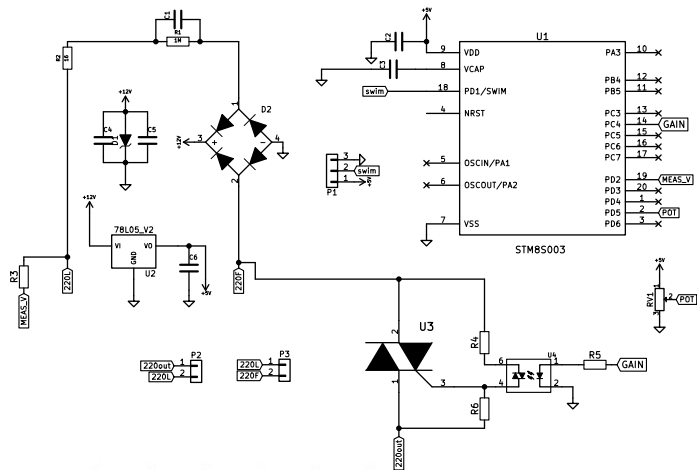 C1
R1
1M
R2
16
+5V
C2
C3
U1
9
VDD
8
VCAP
swim
18
PD1/SWIM
4
NRST
5
OSCIN/PA1
6
OSCOUT/PA2
7
VSS
PA3
10
PB4
12
PB5
11
PC3
13
PC4
14
GAIN
PC5
15
PC6
16
PC7
17
PD2
19
MEAS_V
PD3
20
PD4
1
PD5
2
POT
PD6
3
STM8S003
+12V
C4
D1
C5
D2
1
+12V
3
+
-
4
2
3
2
swim
1
+5V
P1
+12V
78L05_V2
VI
VO
GND
U2
C6
+5V
R3
MEAS_V
220L
220F
+5V
RV1
1
2
POT
3
P2
220out
1
220L
2
P3
220L
1
220F
2
U3
2
1
3
R4
R6
U4
6
4
1
2
R5
GAIN
220out